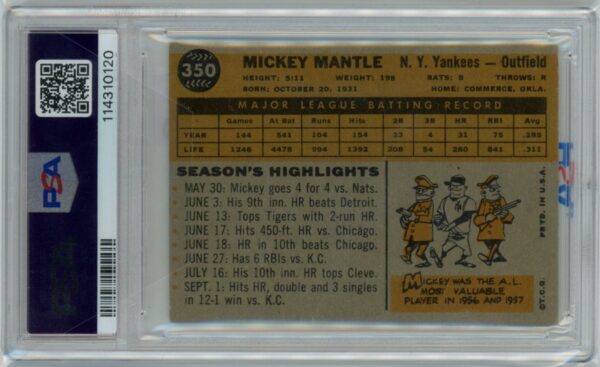 350
MICKEY MANTLE N. Y. Yankees — Outfield
HEIGHT: 5:11 WEIGHT: 198 BATS: B THROWS: R
BORN: OCTOBER 20, 1931 HOME: COMMERCE, OKLA.
MAJOR LEAGUE BATTING RECORD
Games At Bat Runs Hits 2B 3B HR RBI Avg.
YEAR 144 541 104 154 23 4 31 75 .285
LIFE 1246 4478 994 1392 208 54 280 841 .311
SEASON'S HIGHLIGHTS
MAY 30: Mickey goes 4 for 4 vs. Nats.
JUNE 3: His 9th inn. HR beats Detroit.
JUNE 13: Tops Tigers with 2-run HR.
JUNE 17: Hits 450-ft. HR vs. Chicago.
JUNE 18: HR in 10th beats Chicago.
JUNE 27: Has 6 RBIs vs. K.C.
JULY 16: His 10th inn. HR tops Cleve.
SEPT. 1: Hits HR, double and 3 singles
in 12-1 win vs. K.C.
MICKEY WAS THE A.L.
MOST VALUABLE
PLAYER IN 1956 AND 1957
©T.C.G. PRTD. IN U.S.A.
114310120
PSA
PSA